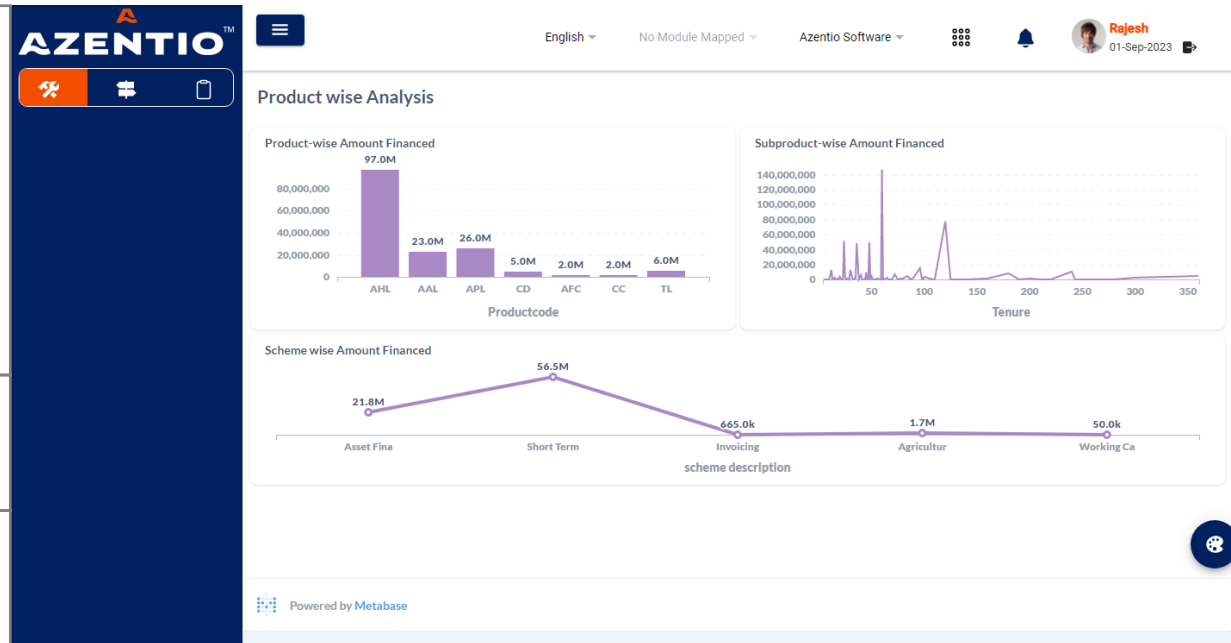 AZENTIO™
English
No Module Mapped
Azentio Software
Rajesh
01-Sep-2023
Product wise Analysis
Product-wise Amount Financed
97.0M
80,000,000
60,000,000
40,000,000
20,000,000
0
23.0M
26.0M
5.0M
2.0M
2.0M
6.0M
AHL AAL APL CD AFC CC TL
Productcode
Subproduct-wise Amount Financed
140,000,000
120,000,000
100,000,000
80,000,000
60,000,000
40,000,000
20,000,000
0
50 100 150 200 250 300 350
Tenure
Scheme wise Amount Financed
21.8M
56.5M
665.0k
1.7M
50.0k
Asset Fina Short Term Invoicing Agricultur Working Ca
scheme description
Powered by Metabase